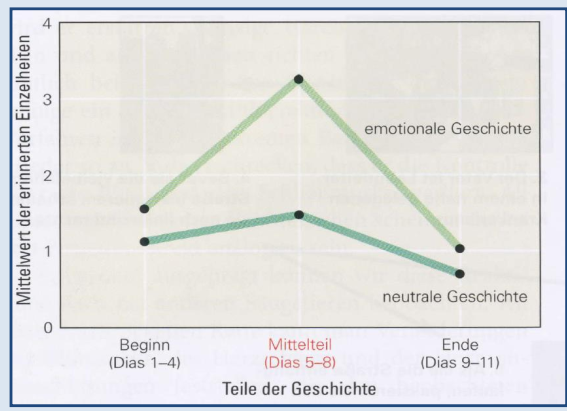 4
3
2
1
0
Mittelwert der erinnerten Einzelheiten
emotionale Geschichte
neutrale Geschichte
Beginn
(Dias 1–4)
Mittelteil
(Dias 5–8)
Ende
(Dias 9–11)
Teile der Geschichte